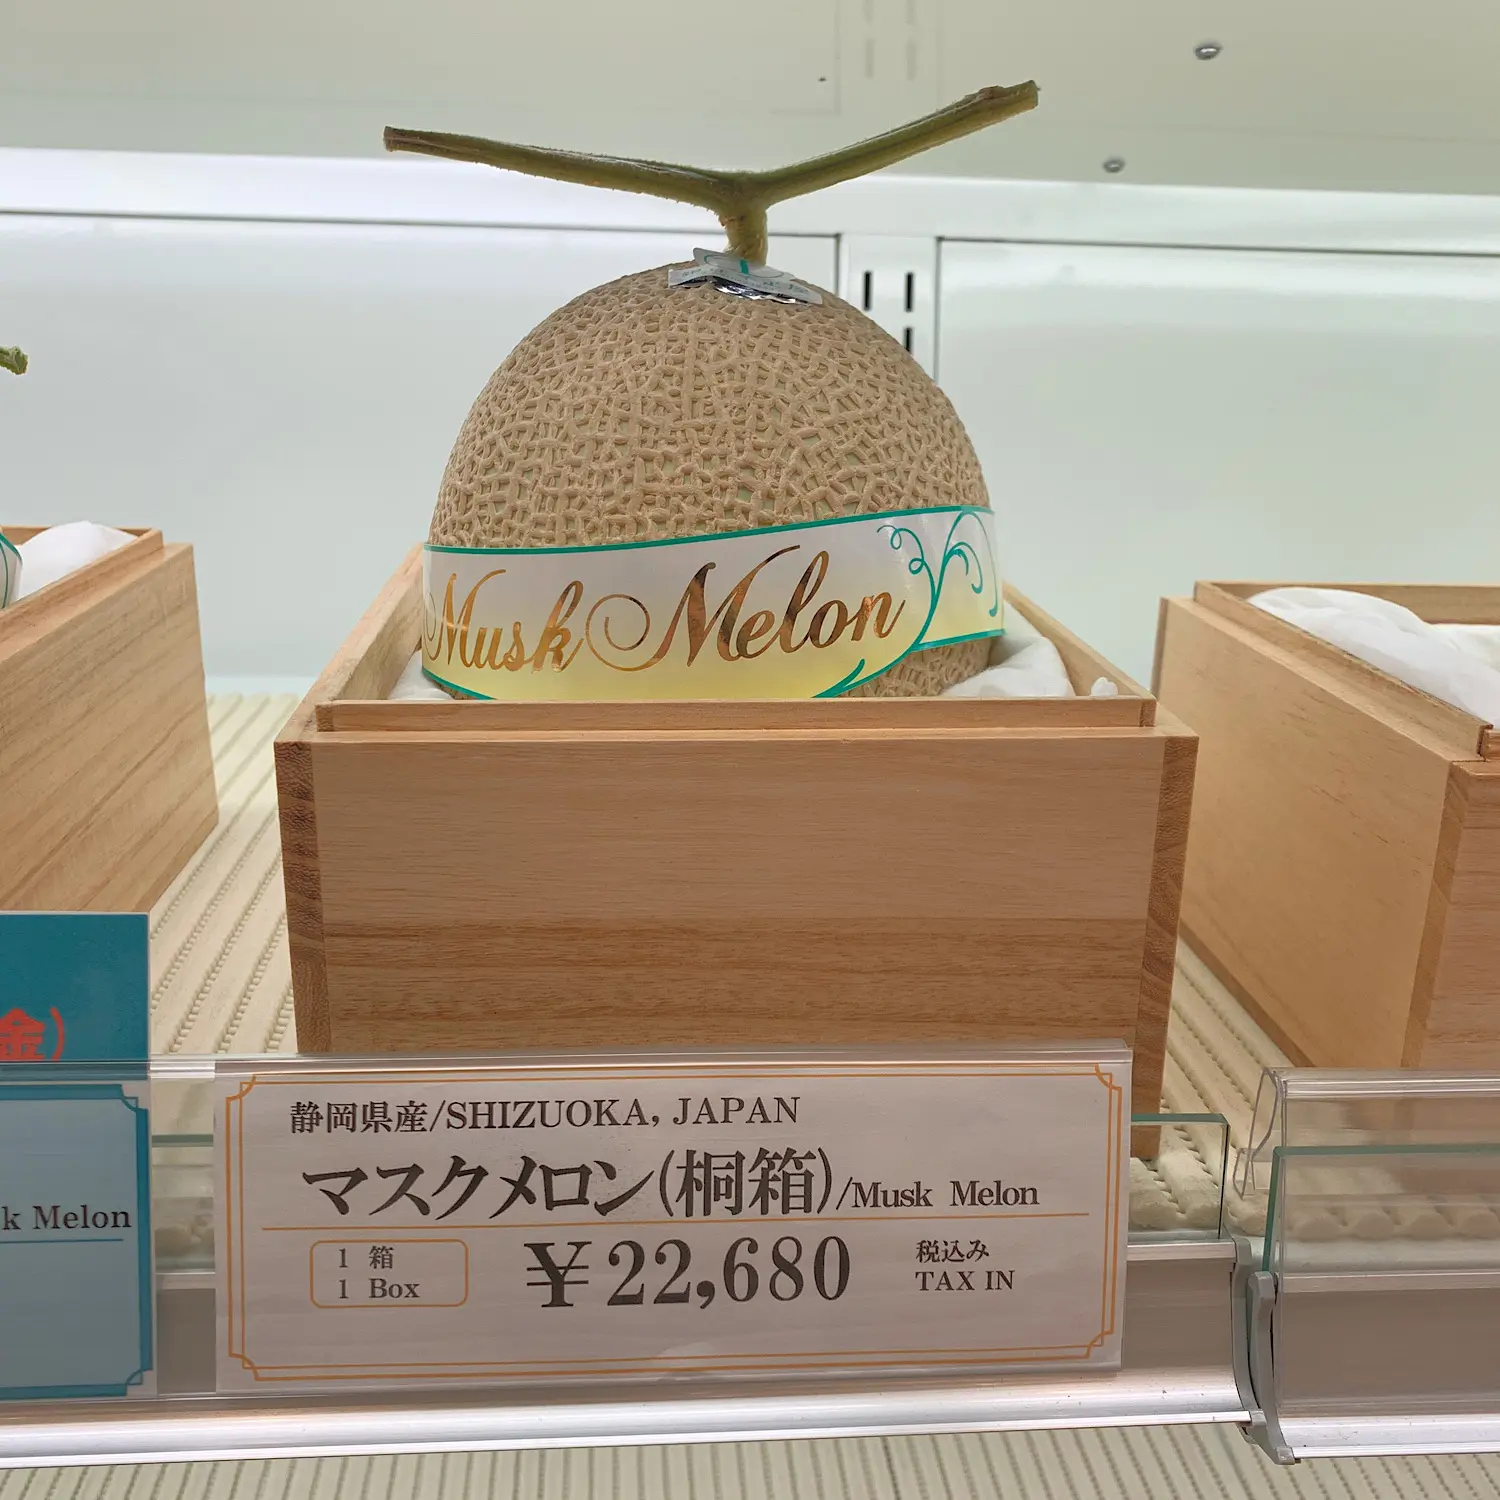 Musk Melon
金)
k Melon
静岡県産/SHIZUOKA, JAPAN
マスクメロン(桐箱)/Musk Melon
1 箱
1 Box
¥22,680
税込み
TAX IN